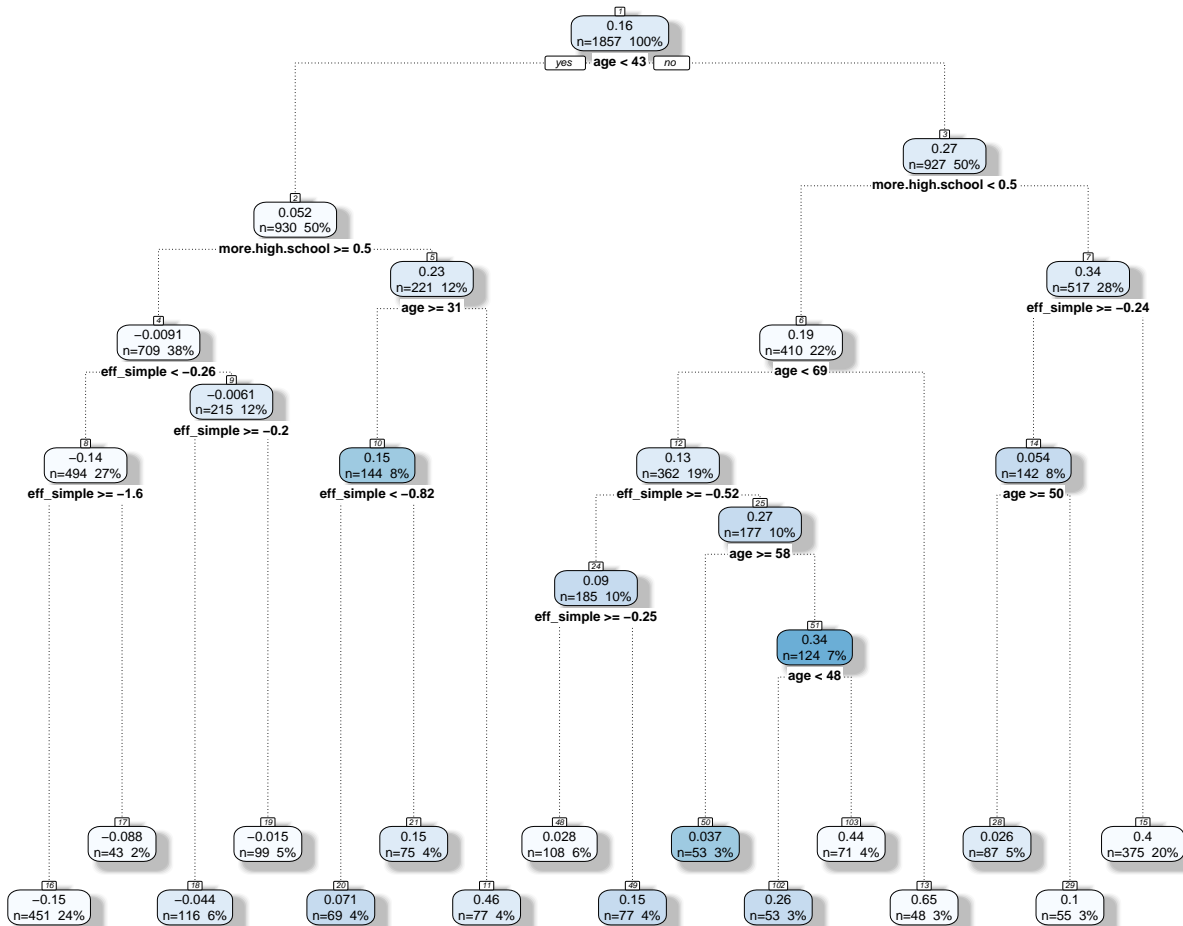 1
0.16
n=1857 100%
yes age < 43 no
3
0.27
n=927 50%
more.high.school < 0.5
2
0.052
n=930 50%
more.high.school >= 0.5
5
0.23
n=221 12%
age >= 31
7
0.34
n=517 28%
eff_simple >= −0.24
4
−0.0091
n=709 38%
eff_simple < −0.26
6
0.19
n=410 22%
age < 69
9
−0.0061
n=215 12%
eff_simple >= −0.2
8
−0.14
n=494 27%
eff_simple >= −1.6
10
0.15
n=144 8%
eff_simple < −0.82
12
0.13
n=362 19%
eff_simple >= −0.52
14
0.054
n=142 8%
age >= 50
25
0.27
n=177 10%
age >= 58
24
0.09
n=185 10%
eff_simple >= −0.25
51
0.34
n=124 7%
age < 48
17
−0.088
n=43 2%
19
−0.015
n=99 5%
21
0.15
n=75 4%
48
0.028
n=108 6%
50
0.037
n=53 3%
103
0.44
n=71 4%
28
0.026
n=87 5%
15
0.4
n=375 20%
16
−0.15
n=451 24%
18
−0.044
n=116 6%
20
0.071
n=69 4%
11
0.46
n=77 4%
49
0.15
n=77 4%
102
0.26
n=53 3%
13
0.65
n=48 3%
29
0.1
n=55 3%